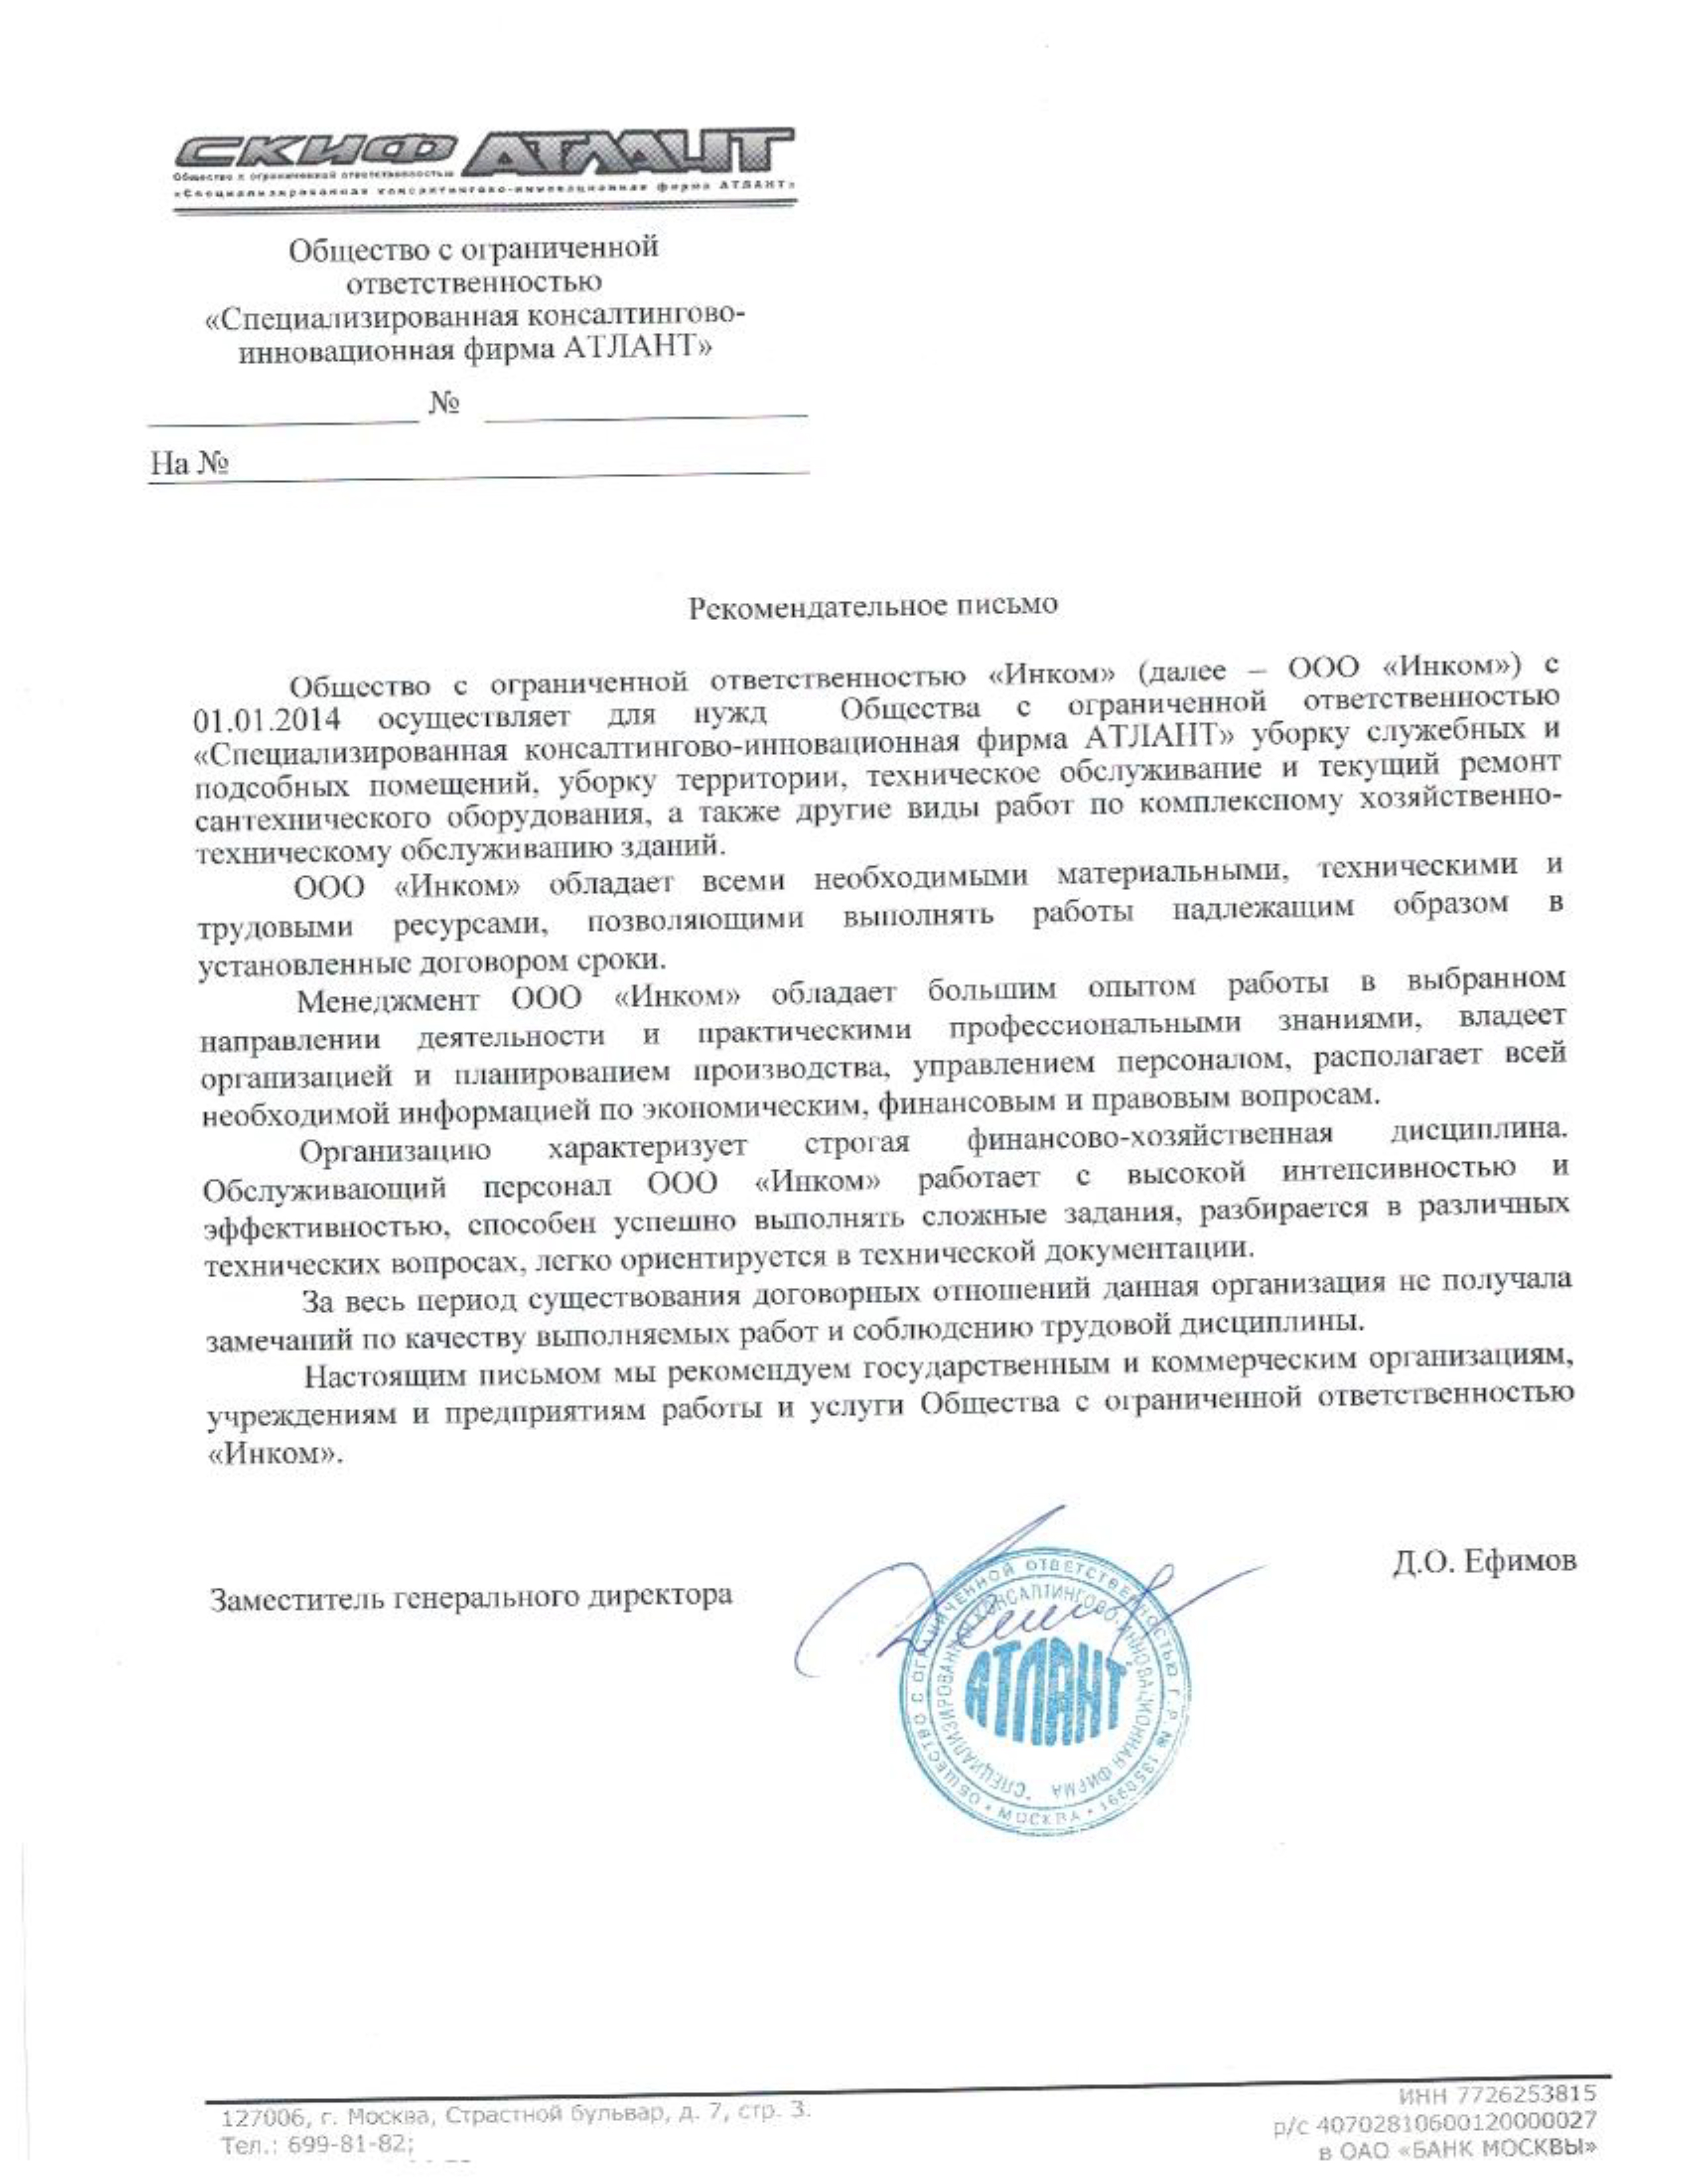 СКИФ АТЛАНТ
Общество с ограниченной ответственностью
«Специализированная консалтингово-инновационная фирма АТЛАНТ»
Общество с ограниченной
ответственностью
«Специализированная консалтингово-
инновационная фирма АТЛАНТ»
№
На №
Рекомендательное письмо
Общество с ограниченной ответственностью «Инком» (далее – ООО «Инком») с
01.01.2014 осуществляет для нужд Общества с ограниченной ответственностью
«Специализированная консалтингово-инновационная фирма АТЛАНТ» уборку служебных и
подсобных помещений, уборку территории, техническое обслуживание и текущий ремонт
сантехнического оборудования, а также другие виды работ по комплексному хозяйственно-
техническому обслуживанию зданий.
ООО «Инком» обладает всеми необходимыми материальными, техническими и
трудовыми ресурсами, позволяющими выполнять работы надлежащим образом в
установленные договором сроки.
Менеджмент ООО «Инком» обладает большим опытом работы в выбранном
направлении деятельности и практическими профессиональными знаниями, владеет
организацией и планированием производства, управлением персоналом, располагает всей
необходимой информацией по экономическим, финансовым и правовым вопросам.
Организацию характеризует строгая финансово-хозяйственная дисциплина.
Обслуживающий персонал ООО «Инком» работает с высокой интенсивностью и
эффективностью, способен успешно выполнять сложные задания, разбирается в различных
технических вопросах, легко ориентируется в технической документации.
За весь период существования договорных отношений данная организация не получала
замечаний по качеству выполняемых работ и соблюдению трудовой дисциплины.
Настоящим письмом мы рекомендуем государственным и коммерческим организациям,
учреждениям и предприятиям работы и услуги Общества с ограниченной ответственностью
«Инком».
Заместитель генерального директора
Д.О. Ефимов
ОБЩЕСТВО С ОГРАНИЧЕННОЙ ОТВЕТСТВЕННОСТЬЮ Г.Р. №
• МОСКВА •
"СПЕЦИАЛИЗИРОВАННАЯ КОНСАЛТИНГОВО-ИННОВАЦИОННАЯ ФИРМА
АТЛАНТ"
127006, г. Москва, Страстной бульвар, д. 7, стр. 3.
Тел.: 699-81-82;
ИНН 7726253815
р/с 40702810600120000027
в ОАО «БАНК МОСКВЫ»